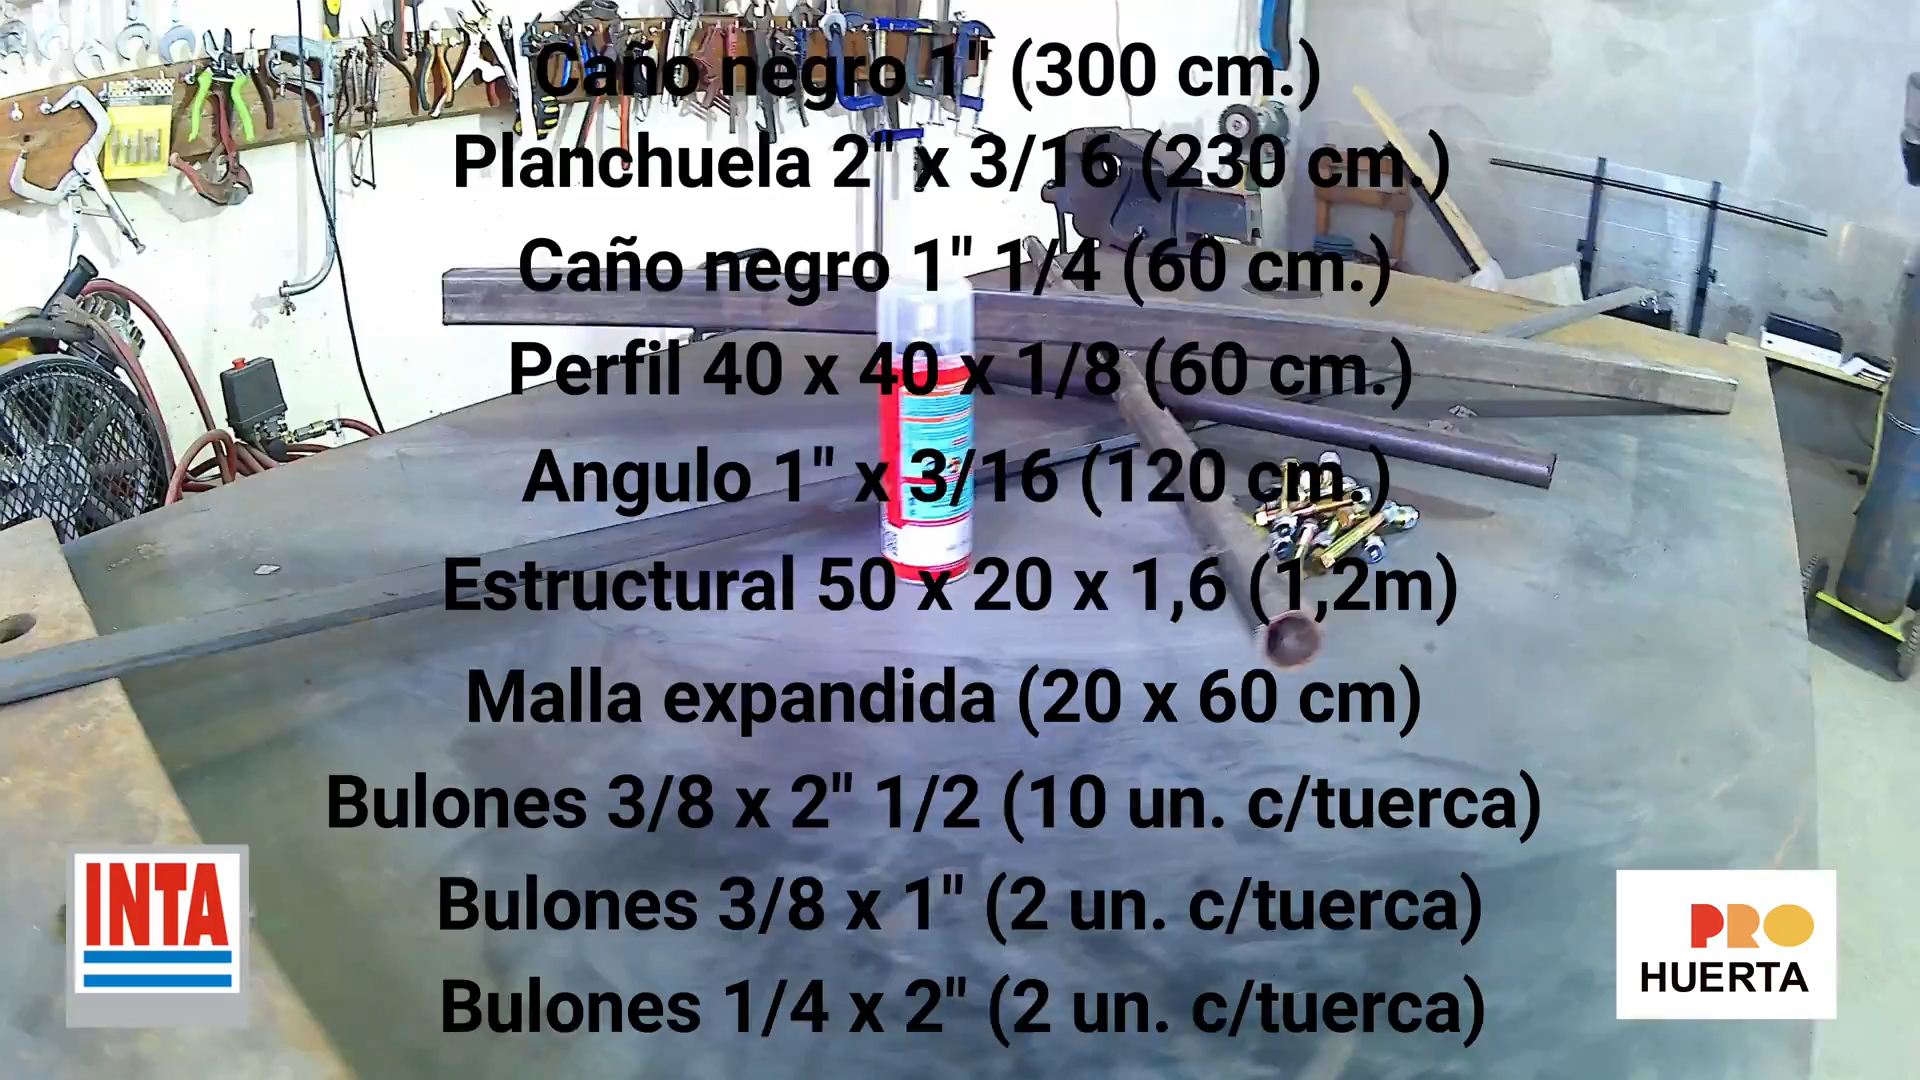 Caño negro 1" (300 cm.)
Planchuela 2" x 3/16 (230 cm.)
Caño negro 1" 1/4 (60 cm.)
Perfil 40 x 40 x 1/8 (60 cm.)
Angulo 1" x 3/16 (120 cm.)
Estructural 50 x 20 x 1,6 (1,2m)
Malla expandida (20 x 60 cm)
Bulones 3/8 x 2" 1/2 (10 un. c/tuerca)
Bulones 3/8 x 1" (2 un. c/tuerca)
Bulones 1/4 x 2" (2 un. c/tuerca)
INTA
PRO
HUERTA